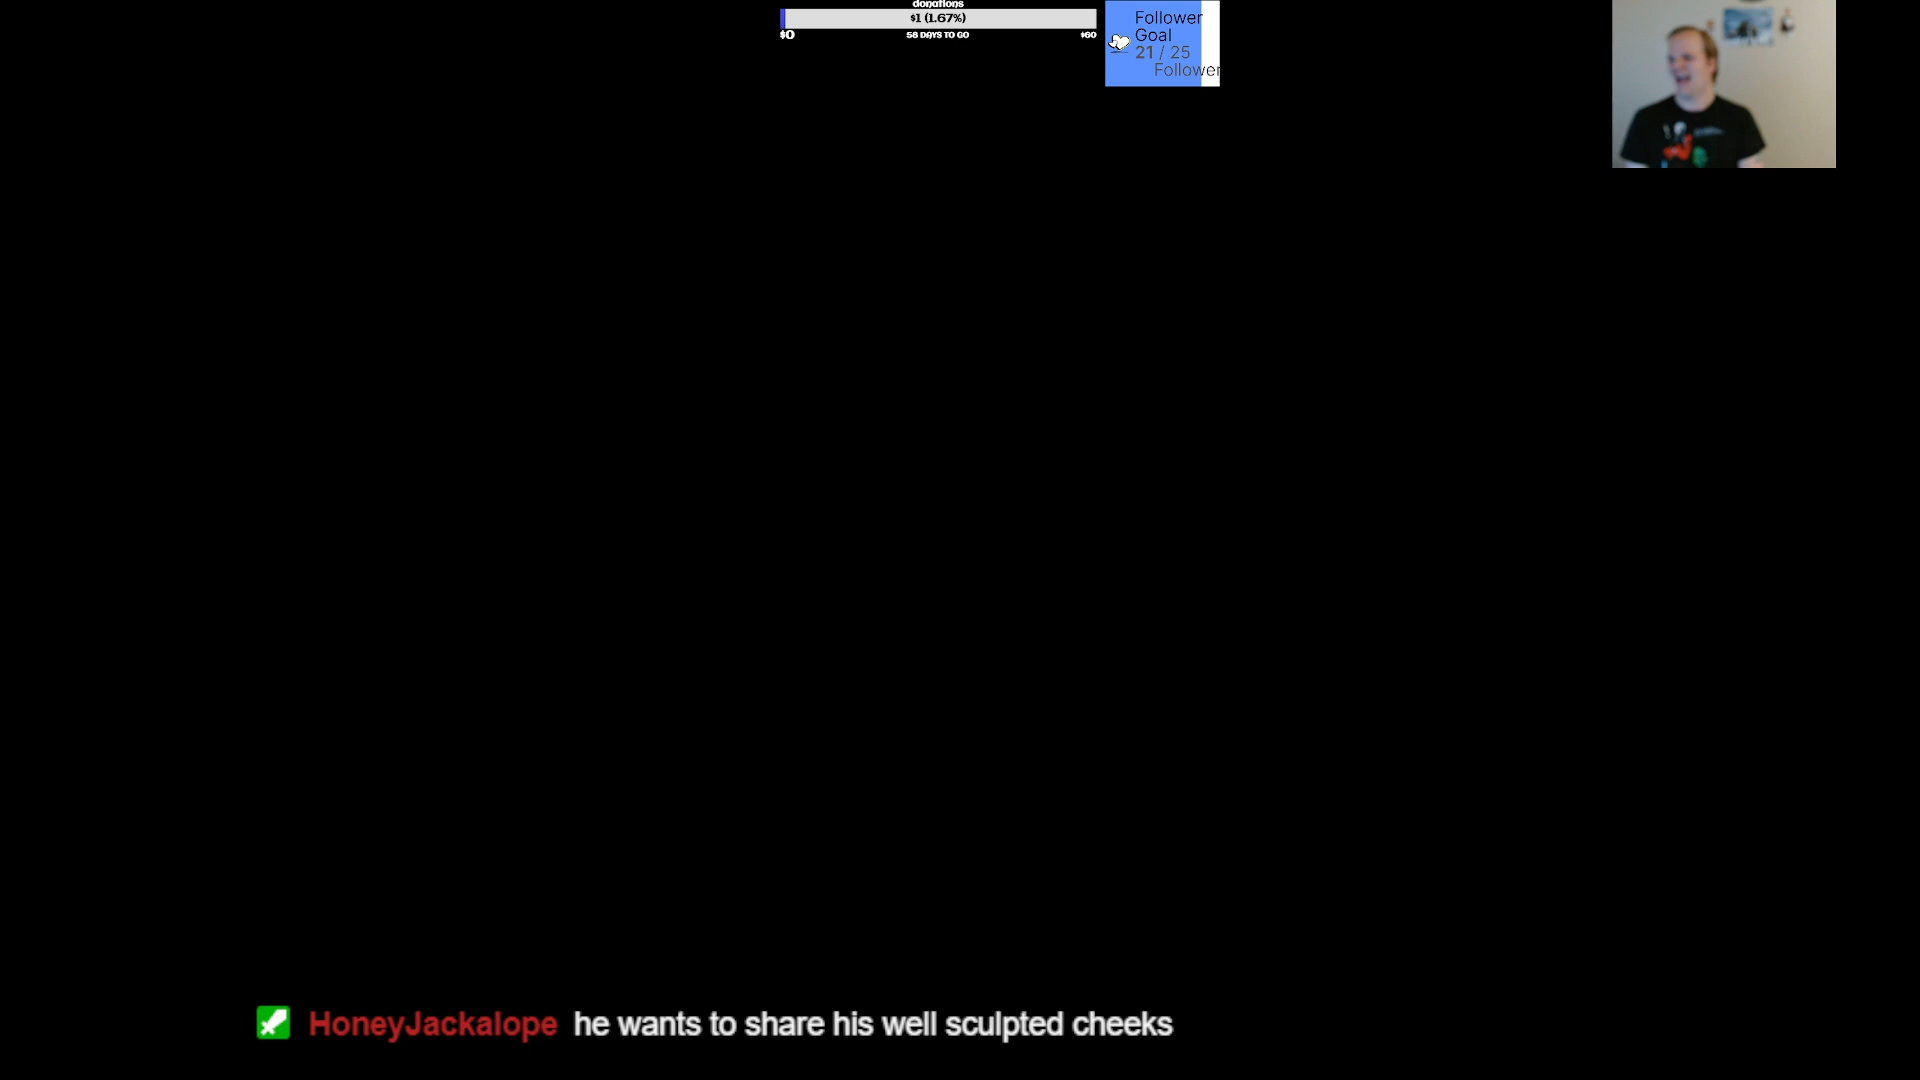 donations
$1 (1.67%)
$0 58 DAYS TO GO $60
Follower
Goal
21 / 25
Follower
HoneyJackalope he wants to share his well sculpted cheeks